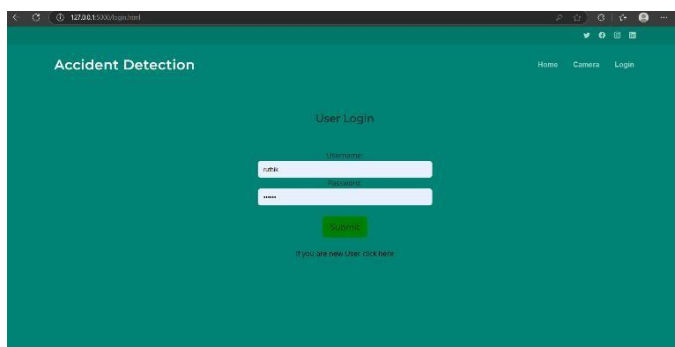 127.0.0.1:5000/login.html
Accident Detection
Home Camera Login
User Login
Username
Password
ruthik
••••••
Submit
If you are new User click here